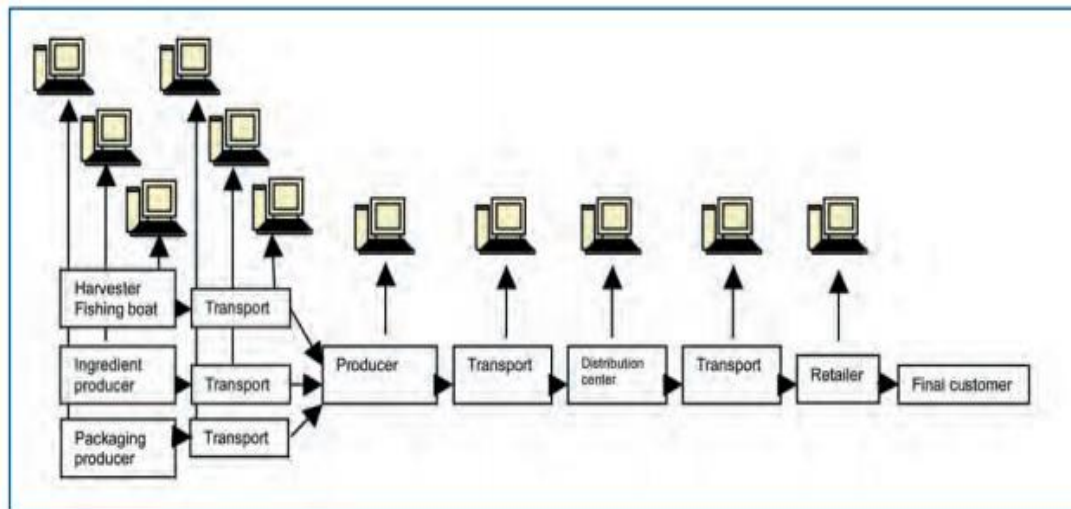 Harvester
Fishing boat
Transport
Ingredient
producer
Transport
Packaging
producer
Transport
Producer
Transport
Distribution
center
Transport
Retailer
Final customer